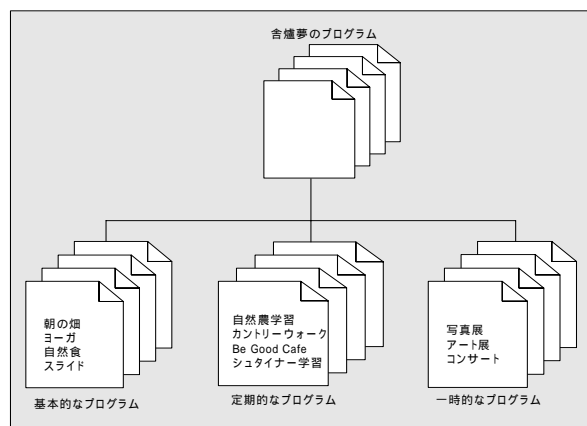 舎爐夢のプログラム
朝の畑
ヨーガ
自然食
スライド
基本的なプログラム
自然農学習
カントリーウォーク
Be Good Cafe
シュタイナー学習
定期的なプログラム
写真展
アート展
コンサート
一時的なプログラム